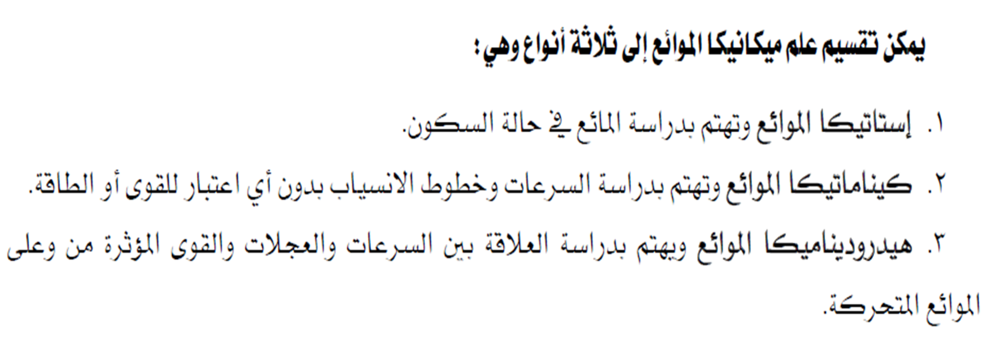 يمكن تقسيم علم ميكانيكا الموائع إلى ثلاثة أنواع وهي :
١. إستاتيكا الموائع وتهتم بدراسة المائع في حالة السكون.
٢. كيناماتيكا الموائع وتهتم بدراسة السرعات وخطوط الانسياب بدون أي اعتبار للقوى أو الطاقة.
٣. هيدروديناميكا الموائع ويهتم بدراسة العلاقة بين السرعات والعجلات والقوى المؤثرة من وعلى
الموائع المتحركة.